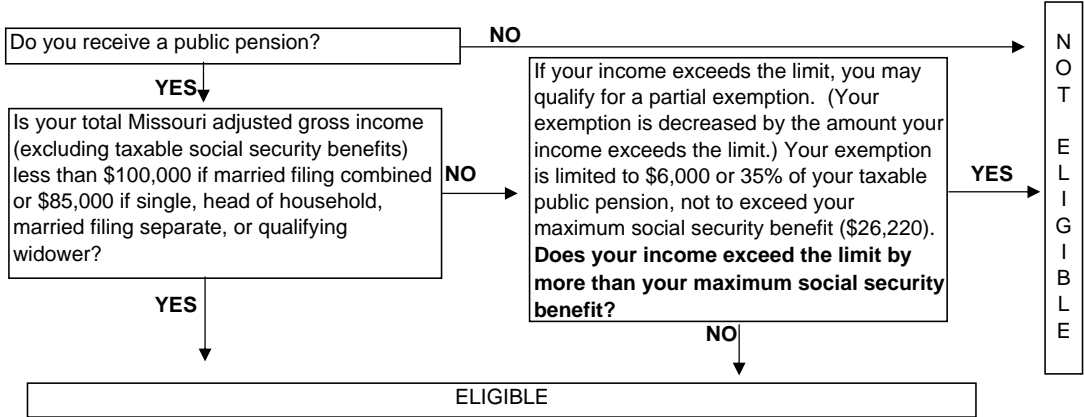 Do you receive a public pension?
NO
YES
Is your total Missouri adjusted gross income
(excluding taxable social security benefits)
less than $100,000 if married filing combined
or $85,000 if single, head of household,
married filing separate, or qualifying
widower?
NO
If your income exceeds the limit, you may
qualify for a partial exemption.  (Your
exemption is decreased by the amount your
income exceeds the limit.) Your exemption
is limited to $6,000 or 35% of your taxable
public pension, not to exceed your
maximum social security benefit ($26,220).
Does your income exceed the limit by
more than your maximum social security
benefit?
YES
YES
NO
ELIGIBLE
N
O
T
E
L
I
G
I
B
L
E